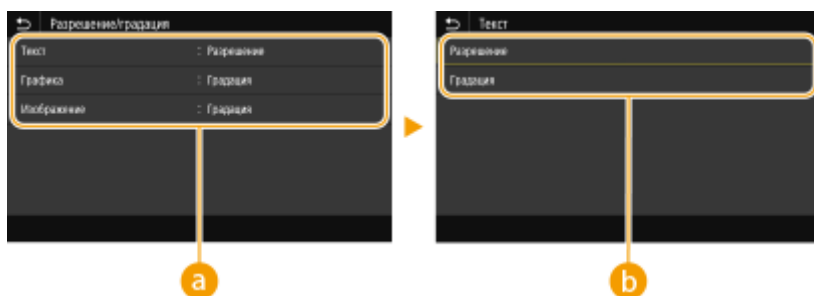 Разрешение/градация
Текст : Разрешение
Графика : Градация
Изображение : Градация
a
Текст
Разрешение
Градация
b